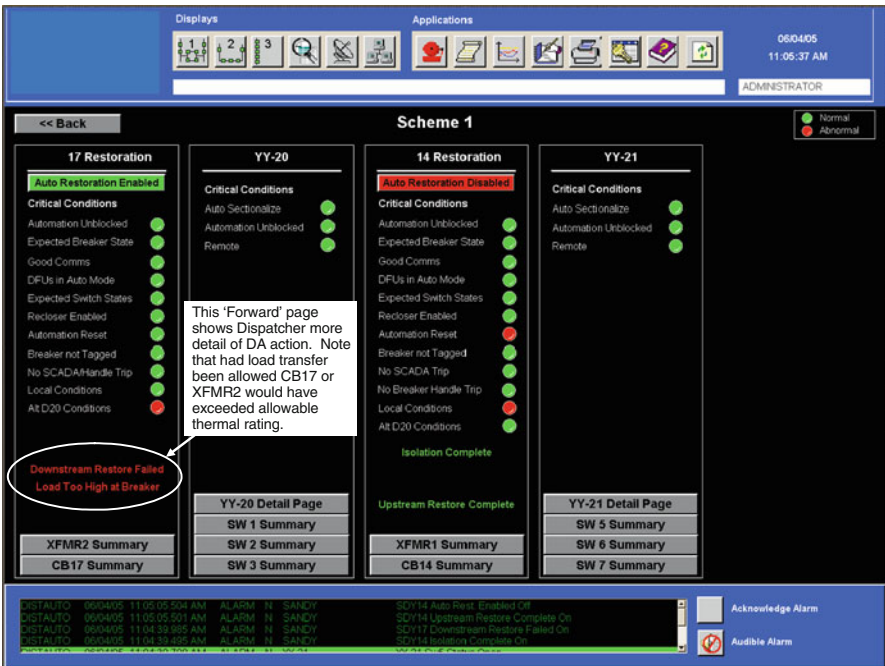 Displays
Applications
1 2 3
06/04/05
11:05:37 AM
ADMINISTRATOR
<< Back
Scheme 1
Normal
Abnormal
17 Restoration
Auto Restoration Enabled
Critical Conditions
Automation Unblocked
Expected Breaker State
Good Comms
DFUs in Auto Mode
Expected Switch States
Recloser Enabled
Automation Reset
Breaker not Tagged
No SCADA/Handle Trip
Local Conditions
Alt D20 Conditions
Downstream Restore Failed
Load Too High at Breaker
XFMR2 Summary
CB17 Summary
YY-20
Critical Conditions
Auto Sectionalize
Automation Unblocked
Remote
This ‘Forward’ page
shows Dispatcher more
detail of DA action. Note
that had load transfer
been allowed CB17 or
XFMR2 would have
exceeded allowable
thermal rating.
YY-20 Detail Page
SW 1 Summary
SW 2 Summary
SW 3 Summary
14 Restoration
Auto Restoration Disabled
Critical Conditions
Automation Unblocked
Expected Breaker State
Good Comms
DFUs in Auto Mode
Expected Switch States
Recloser Enabled
Automation Reset
Breaker not Tagged
No SCADA Trip
No Breaker Handle Trip
Local Conditions
Alt D20 Conditions
Isolation Complete
Upstream Restore Complete
XFMR1 Summary
CB14 Summary
YY-21
Critical Conditions
Auto Sectionalize
Automation Unblocked
Remote
YY-21 Detail Page
SW 5 Summary
SW 6 Summary
SW 7 Summary
DISTAUTO 06/04/05 11:05:05.504 AM ALARM N SANDY SDY14 Auto Rest. Enabled Off
DISTAUTO 06/04/05 11:05:05.501 AM ALARM N SANDY SDY14 Upstream Restore Complete On
DISTAUTO 06/04/05 11:04:39.985 AM ALARM N SANDY SDY17 Downstream Restore Failed On
DISTAUTO 06/04/05 11:04:39.495 AM ALARM N SANDY SDY14 Isolation Complete On
Acknowledge Alarm
Audible Alarm